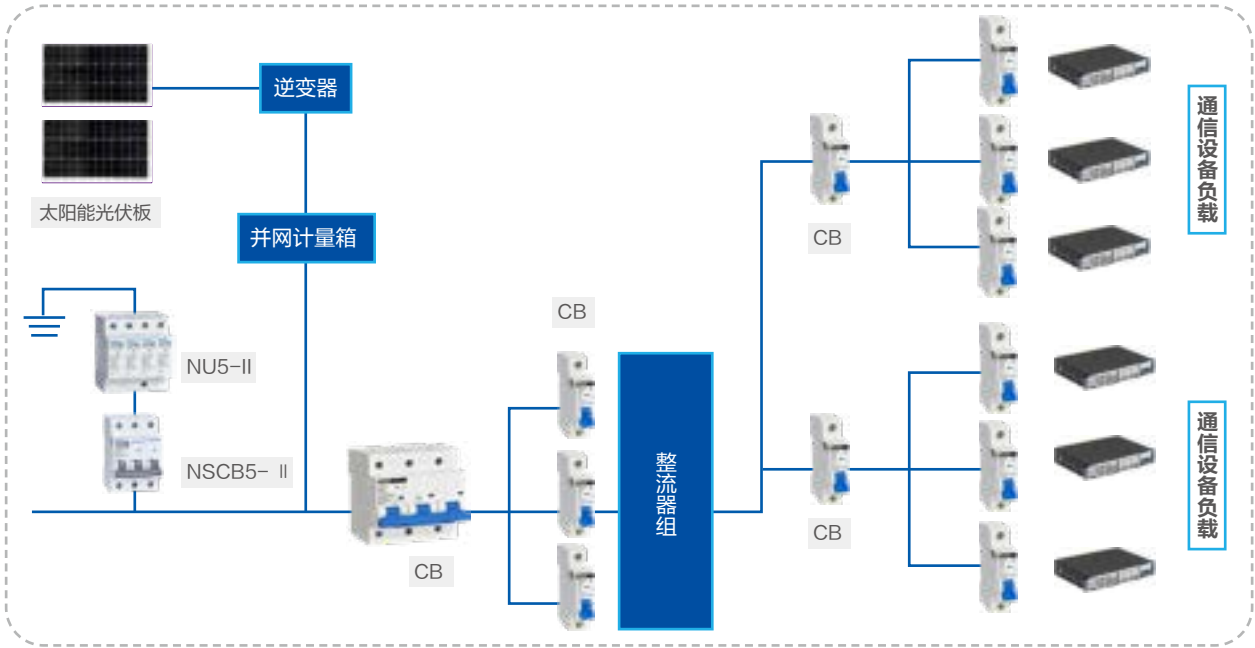 逆变器
太阳能光伏板
并网计量箱
NU5-II
NSCB5- II
CB
CB
整流器组
CB
CB
通信设备负载
通信设备负载